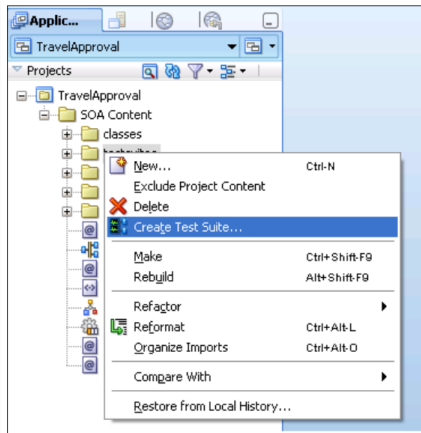 Applic...
TravelApproval
Projects
TravelApproval
SOA Content
classes
testsuites
New... Ctrl-N
Exclude Project Content
Delete
Create Test Suite...
Make Ctrl+Shift-F9
Rebuild Alt+Shift-F9
Refactor
Reformat Ctrl+Alt-L
Organize Imports Ctrl+Alt-O
Compare With
Restore from Local History...